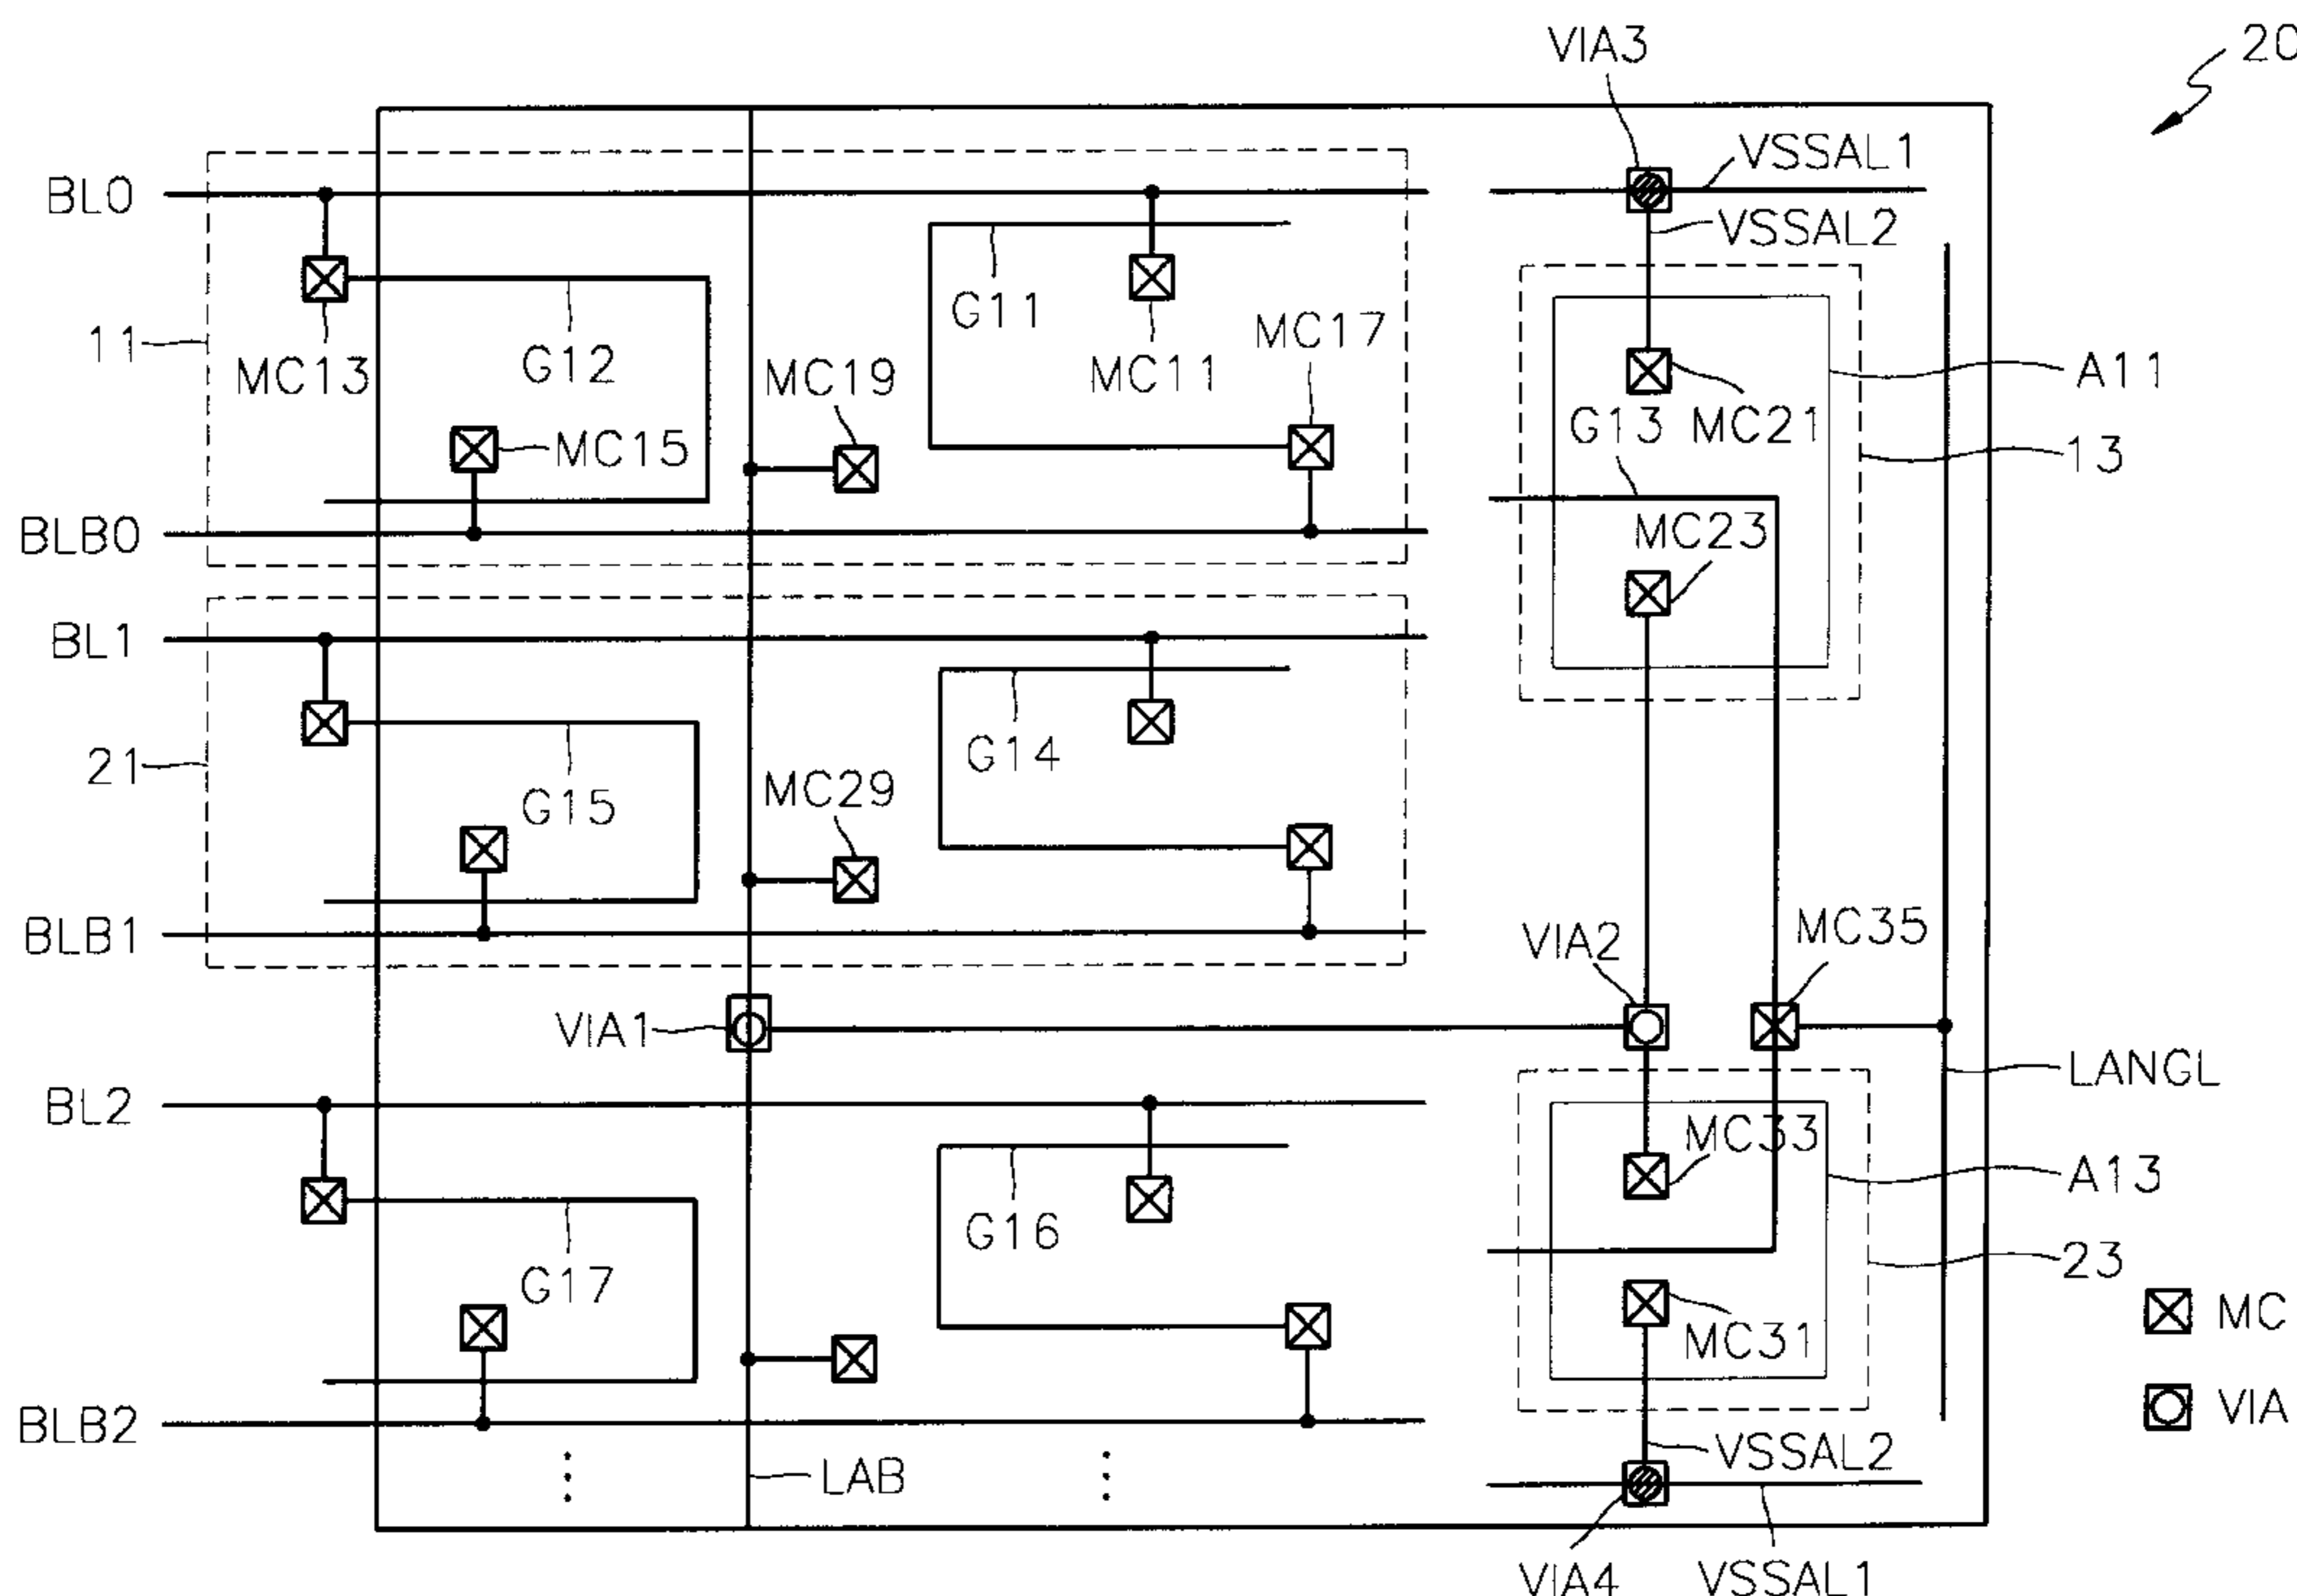 VIA3
20
BL0
VSSAL1
VSSAL2
11
MC13
G12
MC19
G11
MC11
MC17
A11
MC15
G13
MC21
13
BLB0
MC23
BL1
21
G15
MC29
G14
BLB1
VIA2
MC35
VIA1
LANGL
BL2
MC33
A13
G17
G16
23
MC31
MC
VIA
BLB2
LAB
VSSAL2
VIA4
VSSAL1